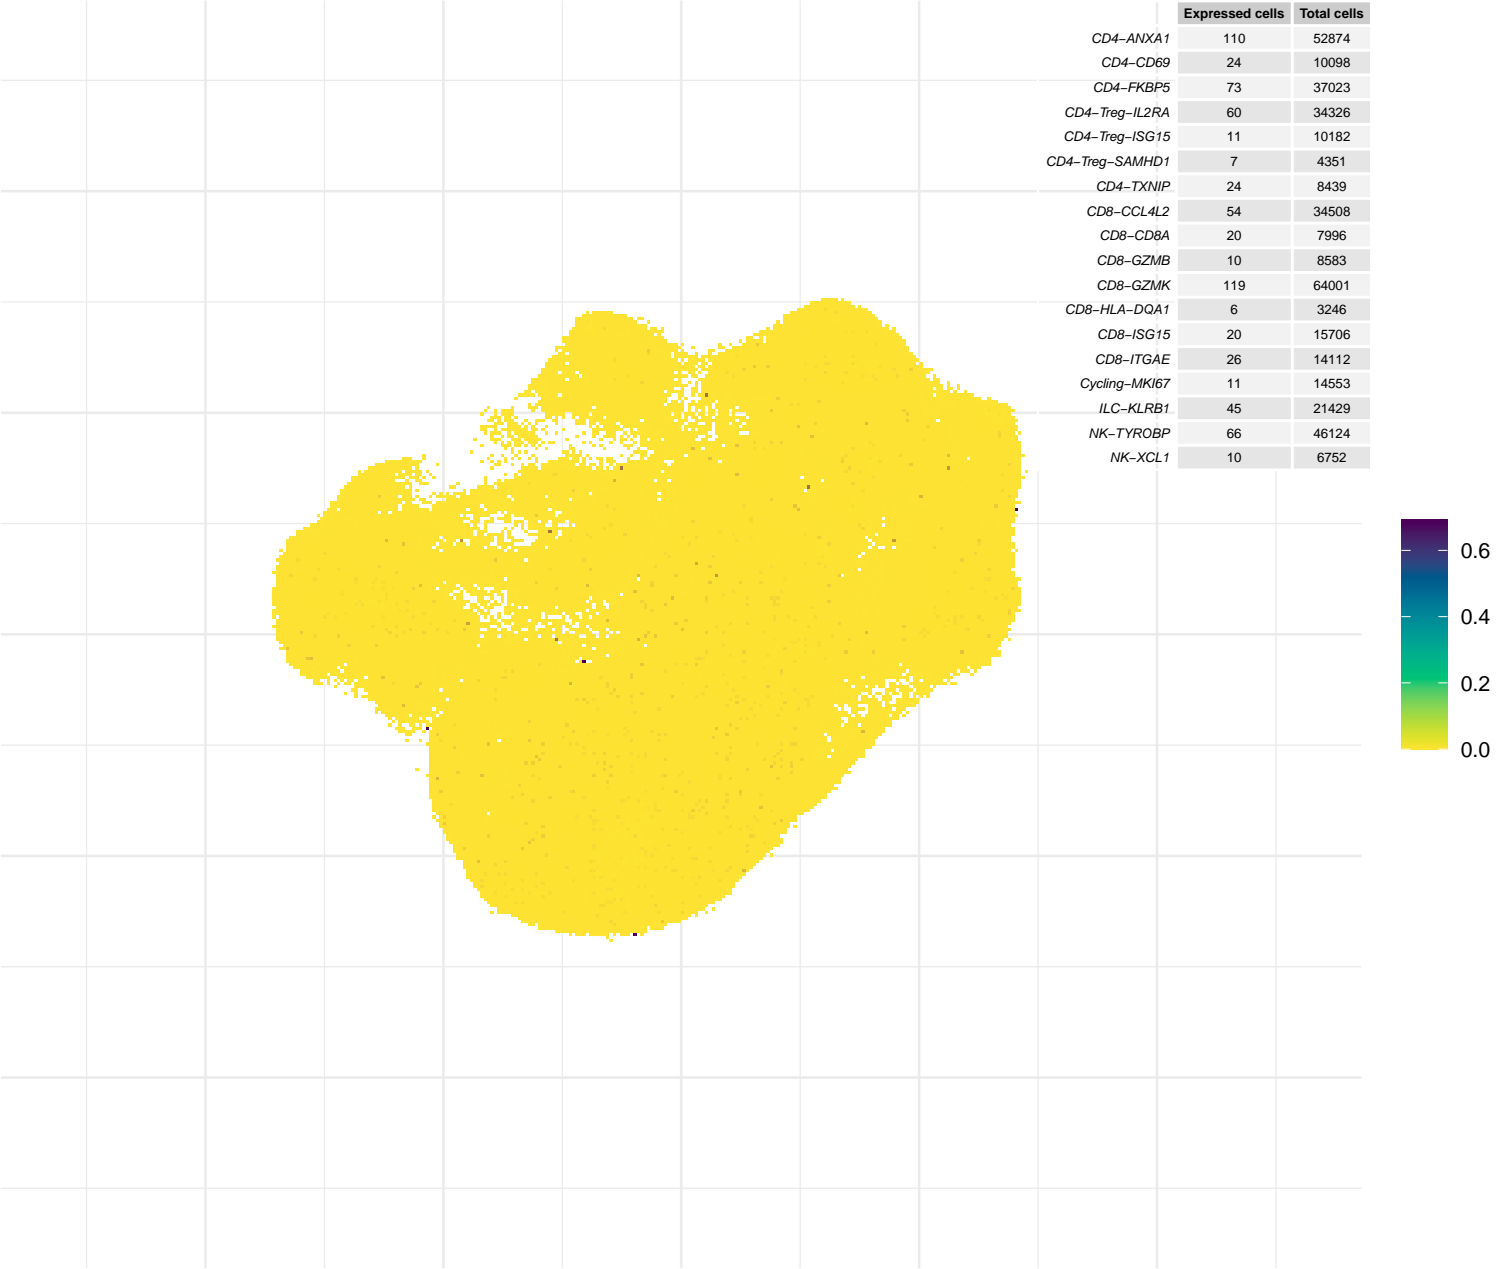 Expressed cells Total cells
CD4−ANXA1 110 52874
CD4−CD69 24 10098
CD4−FKBP5 73 37023
CD4−Treg−IL2RA 60 34326
CD4−Treg−ISG15 11 10182
CD4−Treg−SAMHD1 7 4351
CD4−TXNIP 24 8439
CD8−CCL4L2 54 34508
CD8−CD8A 20 7996
CD8−GZMB 10 8583
CD8−GZMK 119 64001
CD8−HLA−DQA1 6 3246
CD8−ISG15 20 15706
CD8−ITGAE 26 14112
Cycling−MKI67 11 14553
ILC−KLRB1 45 21429
NK−TYROBP 66 46124
NK−XCL1 10 6752
0.6
0.4
0.2
0.0